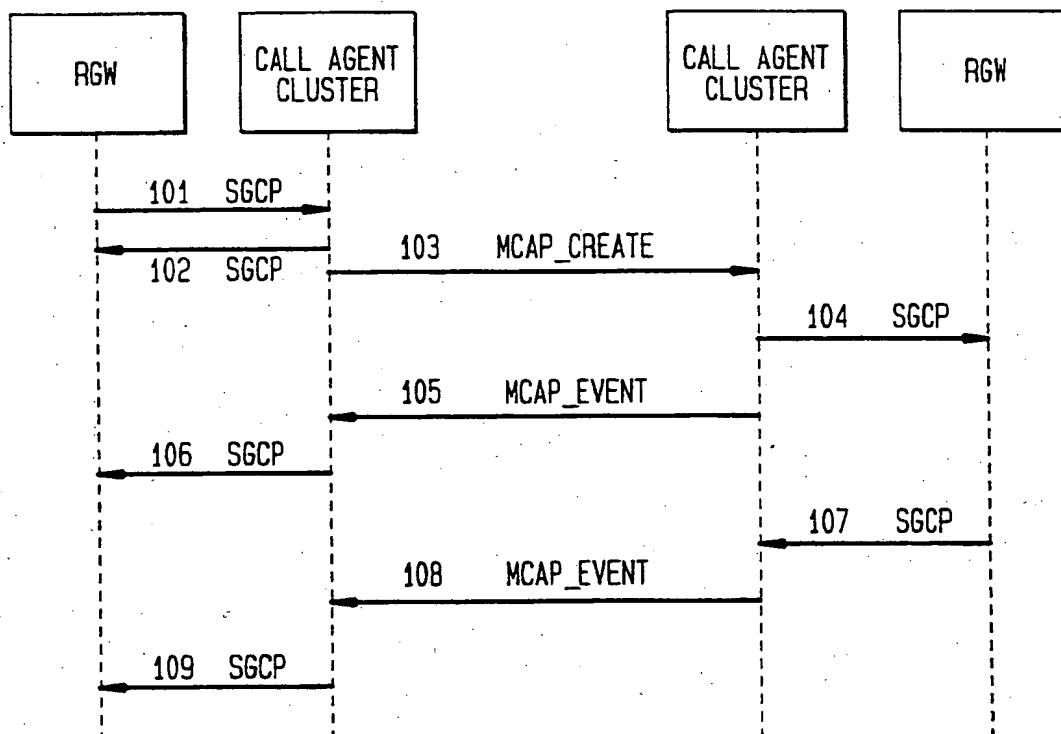 RGW
CALL AGENT
CLUSTER
CALL AGENT
CLUSTER
RGW
101 SGCP
102 SGCP
103 MCAP_CREATE
104 SGCP
105 MCAP_EVENT
106 SGCP
107 SGCP
108 MCAP_EVENT
109 SGCP